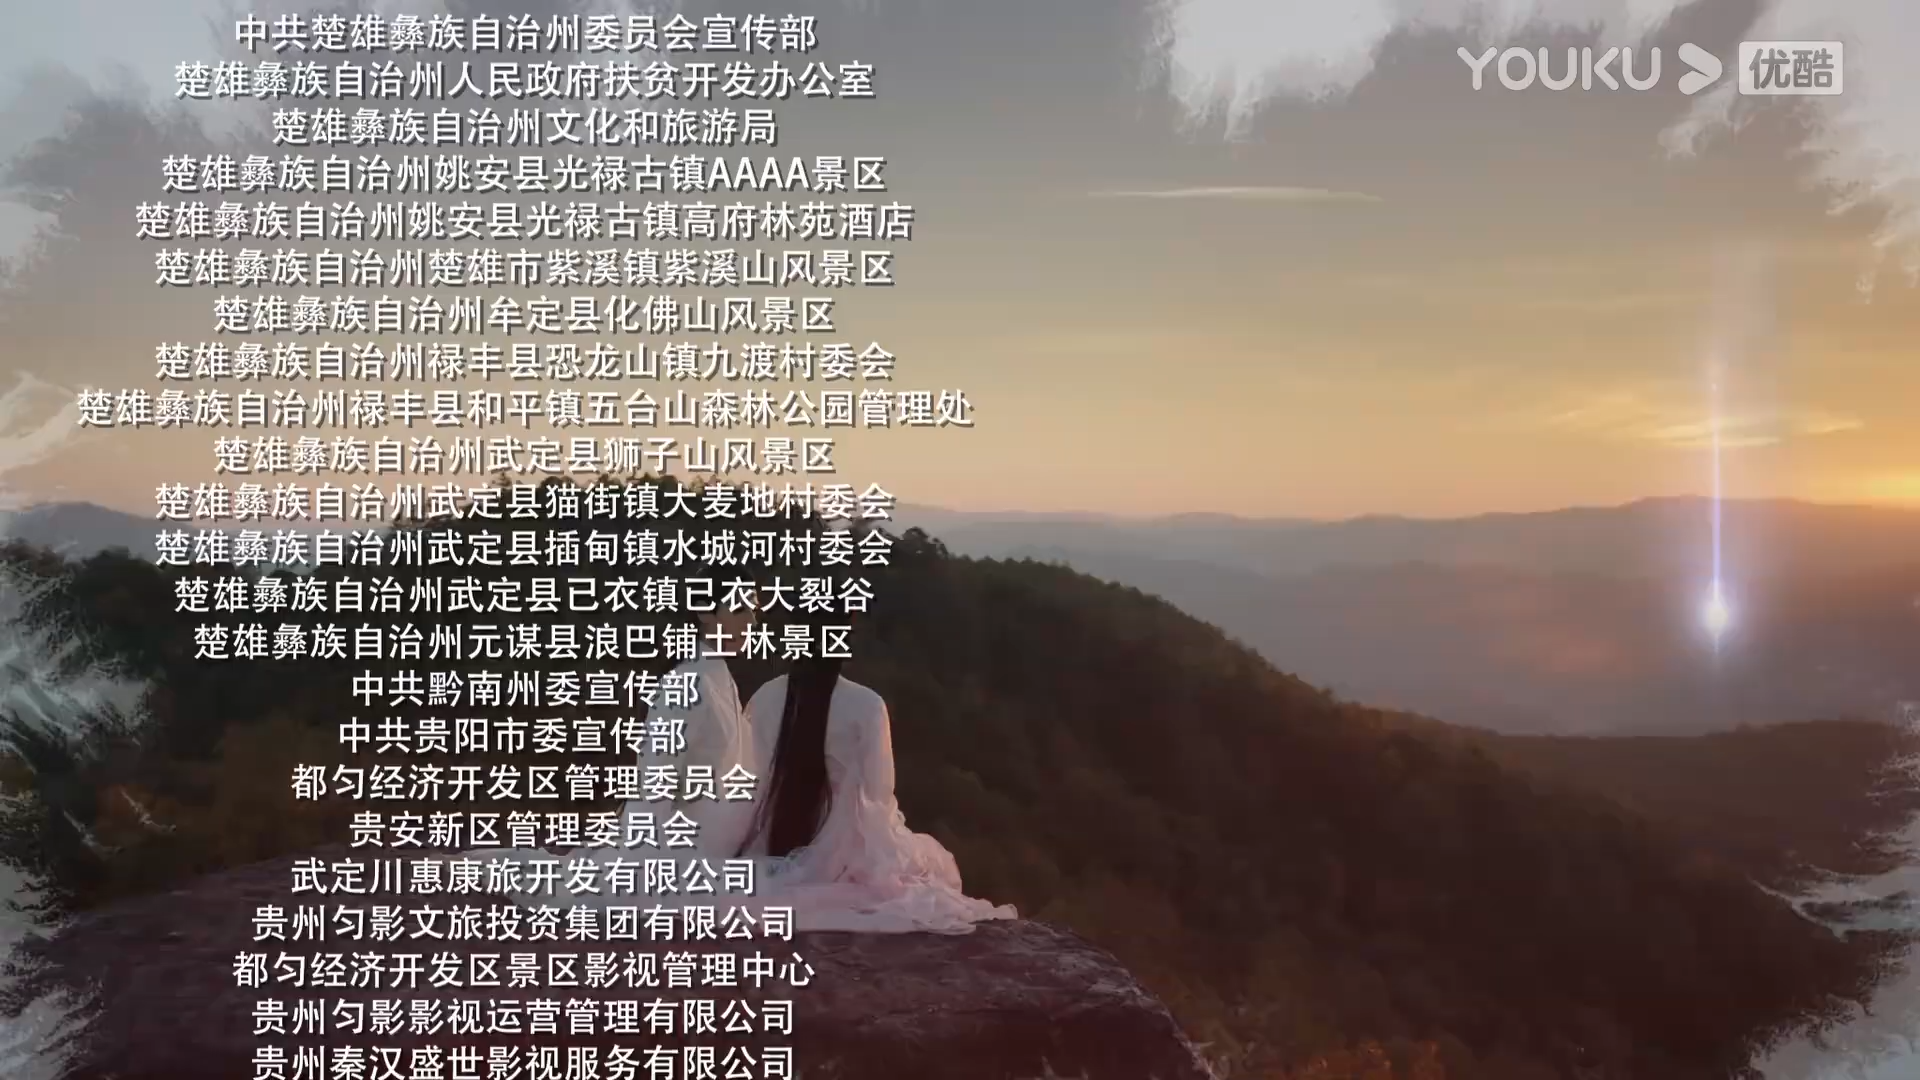 中共楚雄彝族自治州委员会宣传部
楚雄彝族自治州人民政府扶贫开发办公室
楚雄彝族自治州文化和旅游局
楚雄彝族自治州姚安县光禄古镇AAAA景区
楚雄彝族自治州姚安县光禄古镇高府林苑酒店
楚雄彝族自治州楚雄市紫溪镇紫溪山风景区
楚雄彝族自治州牟定县化佛山风景区
楚雄彝族自治州禄丰县恐龙山镇九渡村委会
楚雄彝族自治州禄丰县和平镇五台山森林公园管理处
楚雄彝族自治州武定县狮子山风景区
楚雄彝族自治州武定县猫街镇大麦地村委会
楚雄彝族自治州武定县插甸镇水城河村委会
楚雄彝族自治州武定县已衣镇已衣大裂谷
楚雄彝族自治州元谋县浪巴铺土林景区
中共黔南州委宣传部
中共贵阳市委宣传部
都匀经济开发区管理委员会
贵安新区管理委员会
武定川惠康旅开发有限公司
贵州匀影文旅投资集团有限公司
都匀经济开发区景区影视管理中心
贵州匀影影视运营管理有限公司
贵州秦汉盛世影视服务有限公司
YOUKU 优酷